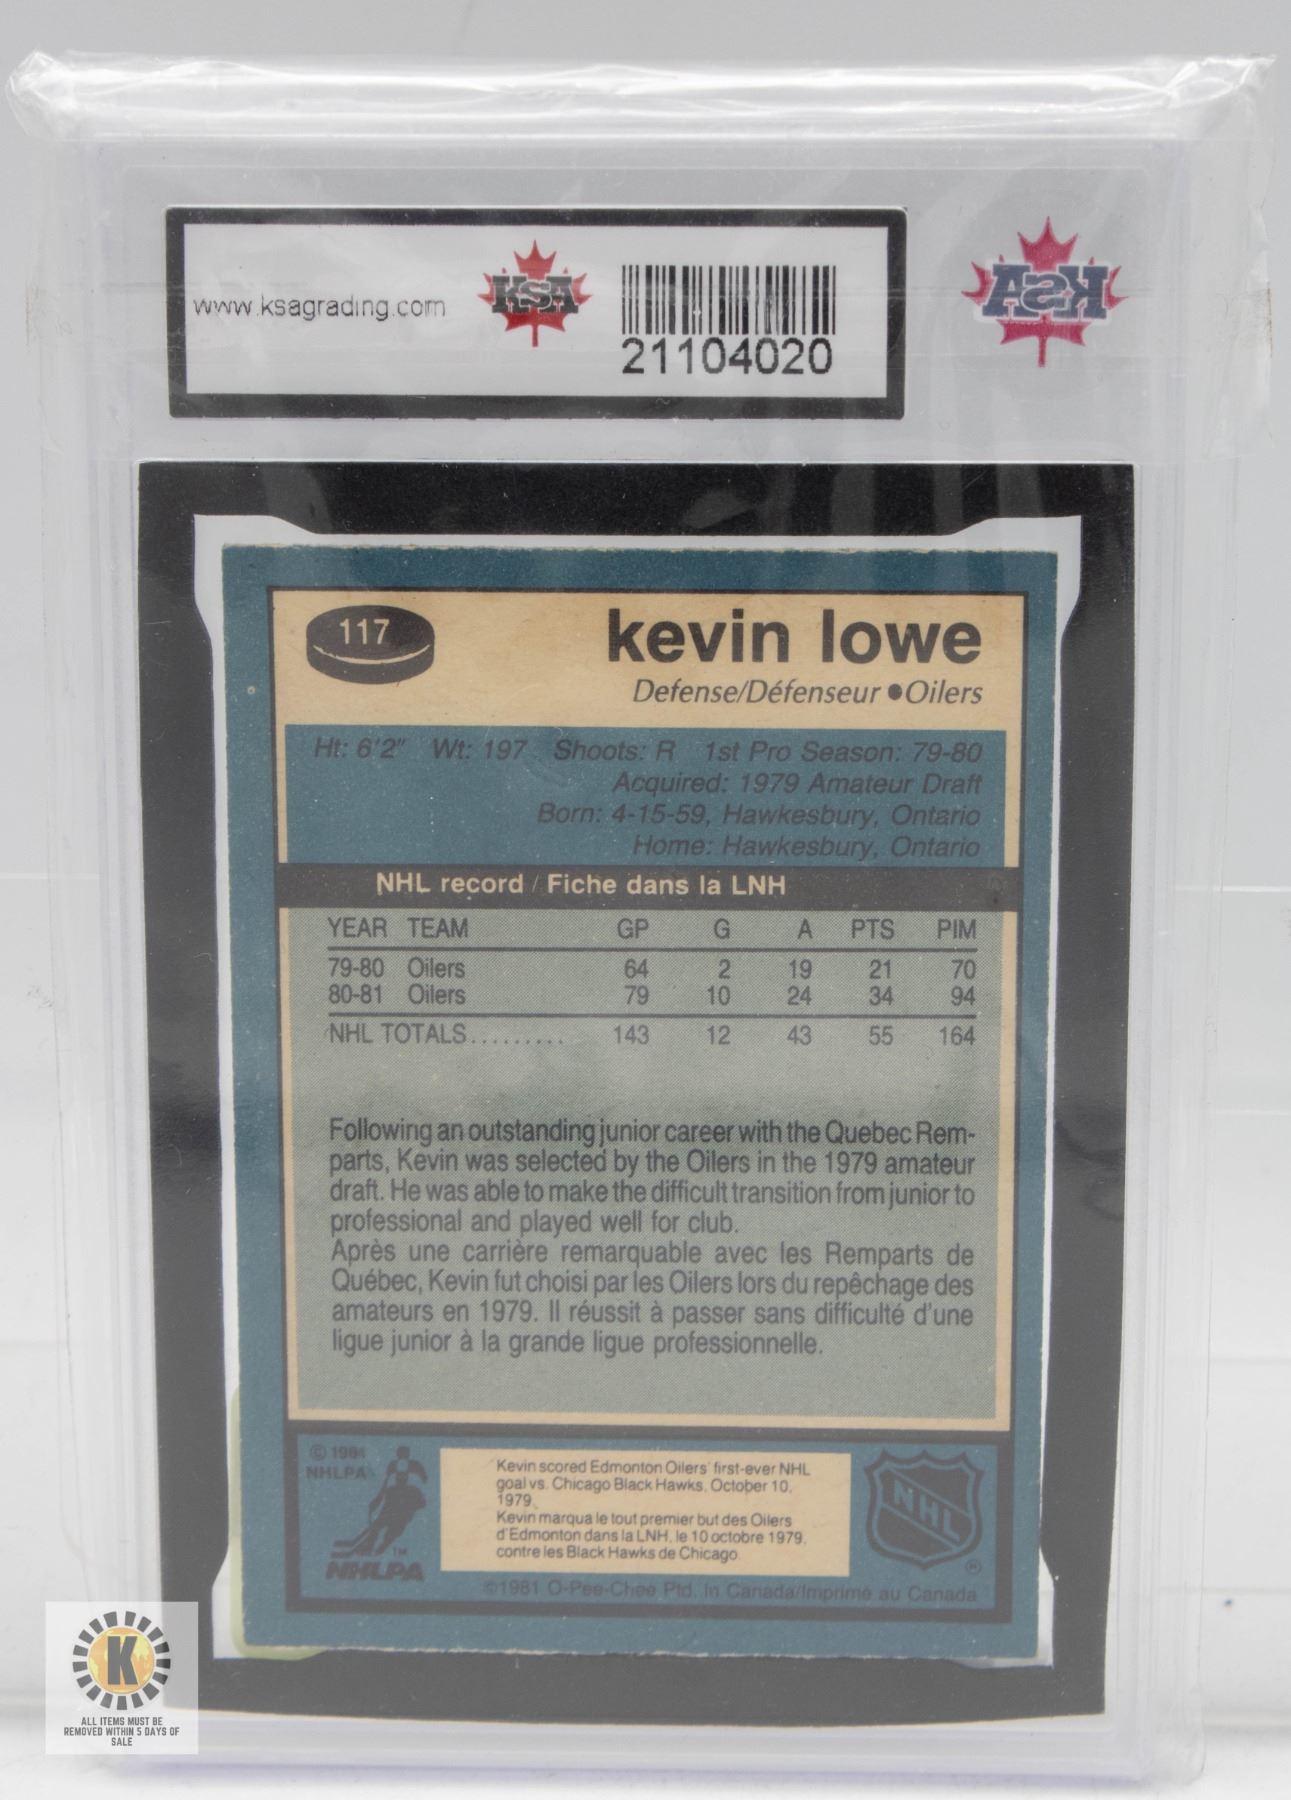 www.ksagrading.com
KSA
21104020
KSA
117
kevin lowe
Defense/Défenseur ●Oilers
Ht: 6'2" Wt: 197 Shoots: R 1st Pro Season: 79-80
Acquired: 1979 Amateur Draft
Born: 4-15-59, Hawkesbury, Ontario
Home: Hawkesbury, Ontario
NHL record / Fiche dans la LNH
YEAR TEAM GP G A PTS PIM
79-80 Oilers 64 2 19 21 70
80-81 Oilers 79 10 24 34 94
NHL TOTALS......... 143 12 43 55 164
Following an outstanding junior career with the Quebec Rem-
parts, Kevin was selected by the Oilers in the 1979 amateur
draft. He was able to make the difficult transition from junior to
professional and played well for club.
Après une carrière remarquable avec les Remparts de
Québec, Kevin fut choisi par les Oilers lors du repêchage des
amateurs en 1979. Il réussit à passer sans difficulté d'une
ligue junior à la grande ligue professionnelle.
© 1981
NHLPA
TM
NHLPA
Kevin scored Edmonton Oilers' first-ever NHL
goal vs. Chicago Black Hawks, October 10,
1979.
Kevin marqua le tout premier but des Oilers
d'Edmonton dans la LNH, le 10 octobre 1979,
contre les Black Hawks de Chicago.
NHL
®
©1981 O-Pee-Chee Ptd. In Canada/Imprimé au Canada
K
ALL ITEMS MUST BE
REMOVED WITHIN 5 DAYS OF
SALE